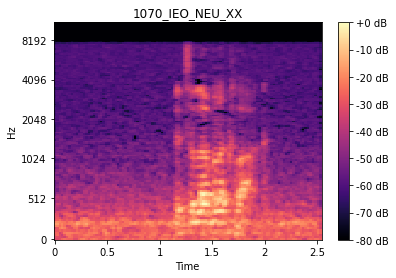 1070_IEO_NEU_XX
+0 dB
8192
-10 dB
4096
-20 dB
-30 dB
2048
Hz
-40 dB
1024
-50 dB
512
-60 dB
-70 dB
0
-80 dB
0 0.5 1 1.5 2 2.5
Time